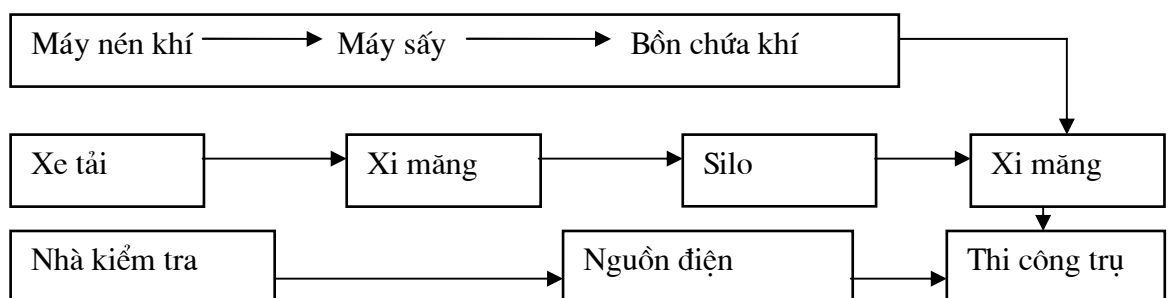 Máy nén khí Máy sấy Bồn chứa khí
Xe tải Xi măng Silo Xi măng
Nhà kiểm tra Nguồn điện Thi công trụ